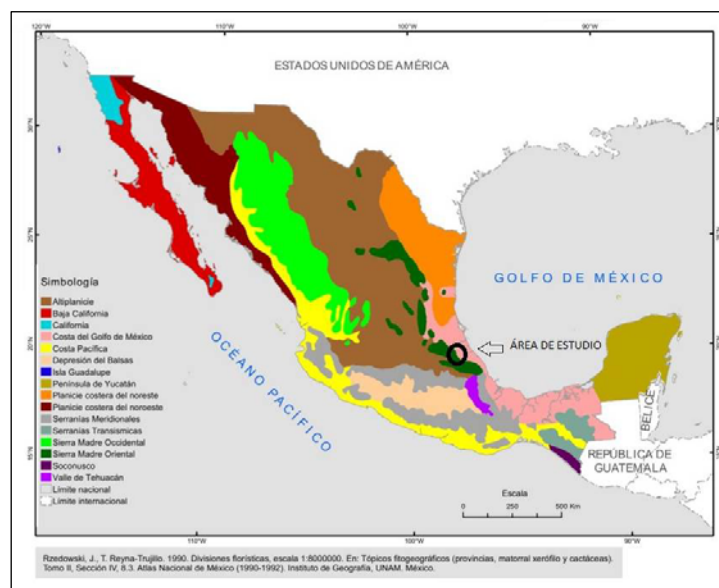 120°W
110°W
100°W
90°W
ESTADOS UNIDOS DE AMÉRICA
30°N
25°N
20°N
15°N
GOLFO DE MÉXICO
ÁREA DE ESTUDIO
OCÉANO PACÍFICO
BELICE
REPÚBLICA DE
GUATEMALA
Simbología
Altiplanicie
Baja California
California
Costa del Golfo de México
Costa Pacífica
Depresión del Balsas
Isla Guadalupe
Península de Yucatán
Planicie costera del noreste
Planicie costera del noroeste
Serranías Meridionales
Serranías Transismicas
Sierra Madre Occidental
Sierra Madre Oriental
Soconusco
Valle de Tehuacán
Límite nacional
Límite internacional
Escala
0 250 500 Km
110°W
100°W
90°W
Rzedowski, J., T. Reyna-Trujillo. 1990. Divisiones florísticas, escala 1:8000000. En: Tópicos fitogeográficos (provincias, matorral xerófilo y cactáceas).
Tomo II, Sección IV, 8.3. Atlas Nacional de México (1990-1992). Instituto de Geografía, UNAM. México.